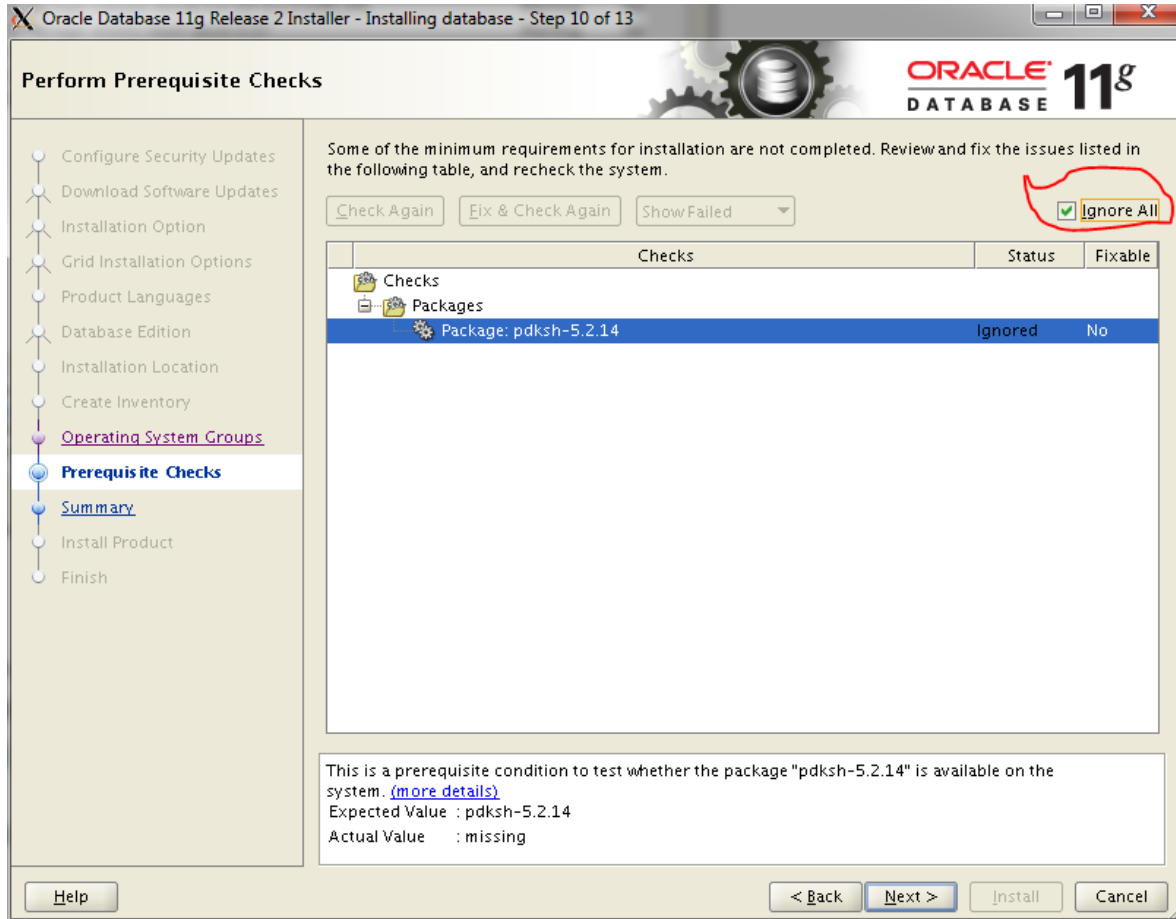 Oracle Database 11g Release 2 Installer - Installing database - Step 10 of 13
Perform Prerequisite Checks
ORACLE
DATABASE
11g
Configure Security Updates
Download Software Updates
Installation Option
Grid Installation Options
Product Languages
Database Edition
Installation Location
Create Inventory
Operating System Groups
Prerequisite Checks
Summary
Install Product
Finish
Some of the minimum requirements for installation are not completed. Review and fix the issues listed in
the following table, and recheck the system.
Check Again
Fix & Check Again
Show Failed
Ignore All
Checks Status Fixable
Checks
Packages
Package: pdksh-5.2.14 Ignored No
This is a prerequisite condition to test whether the package "pdksh-5.2.14" is available on the
system. (more details)
Expected Value : pdksh-5.2.14
Actual Value : missing
Help
< Back
Next >
Install
Cancel